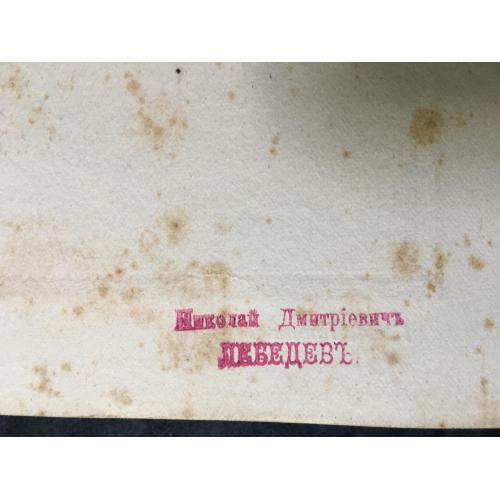 Николай Дмитріевичъ
ЛЕБЕДЕВЪ.